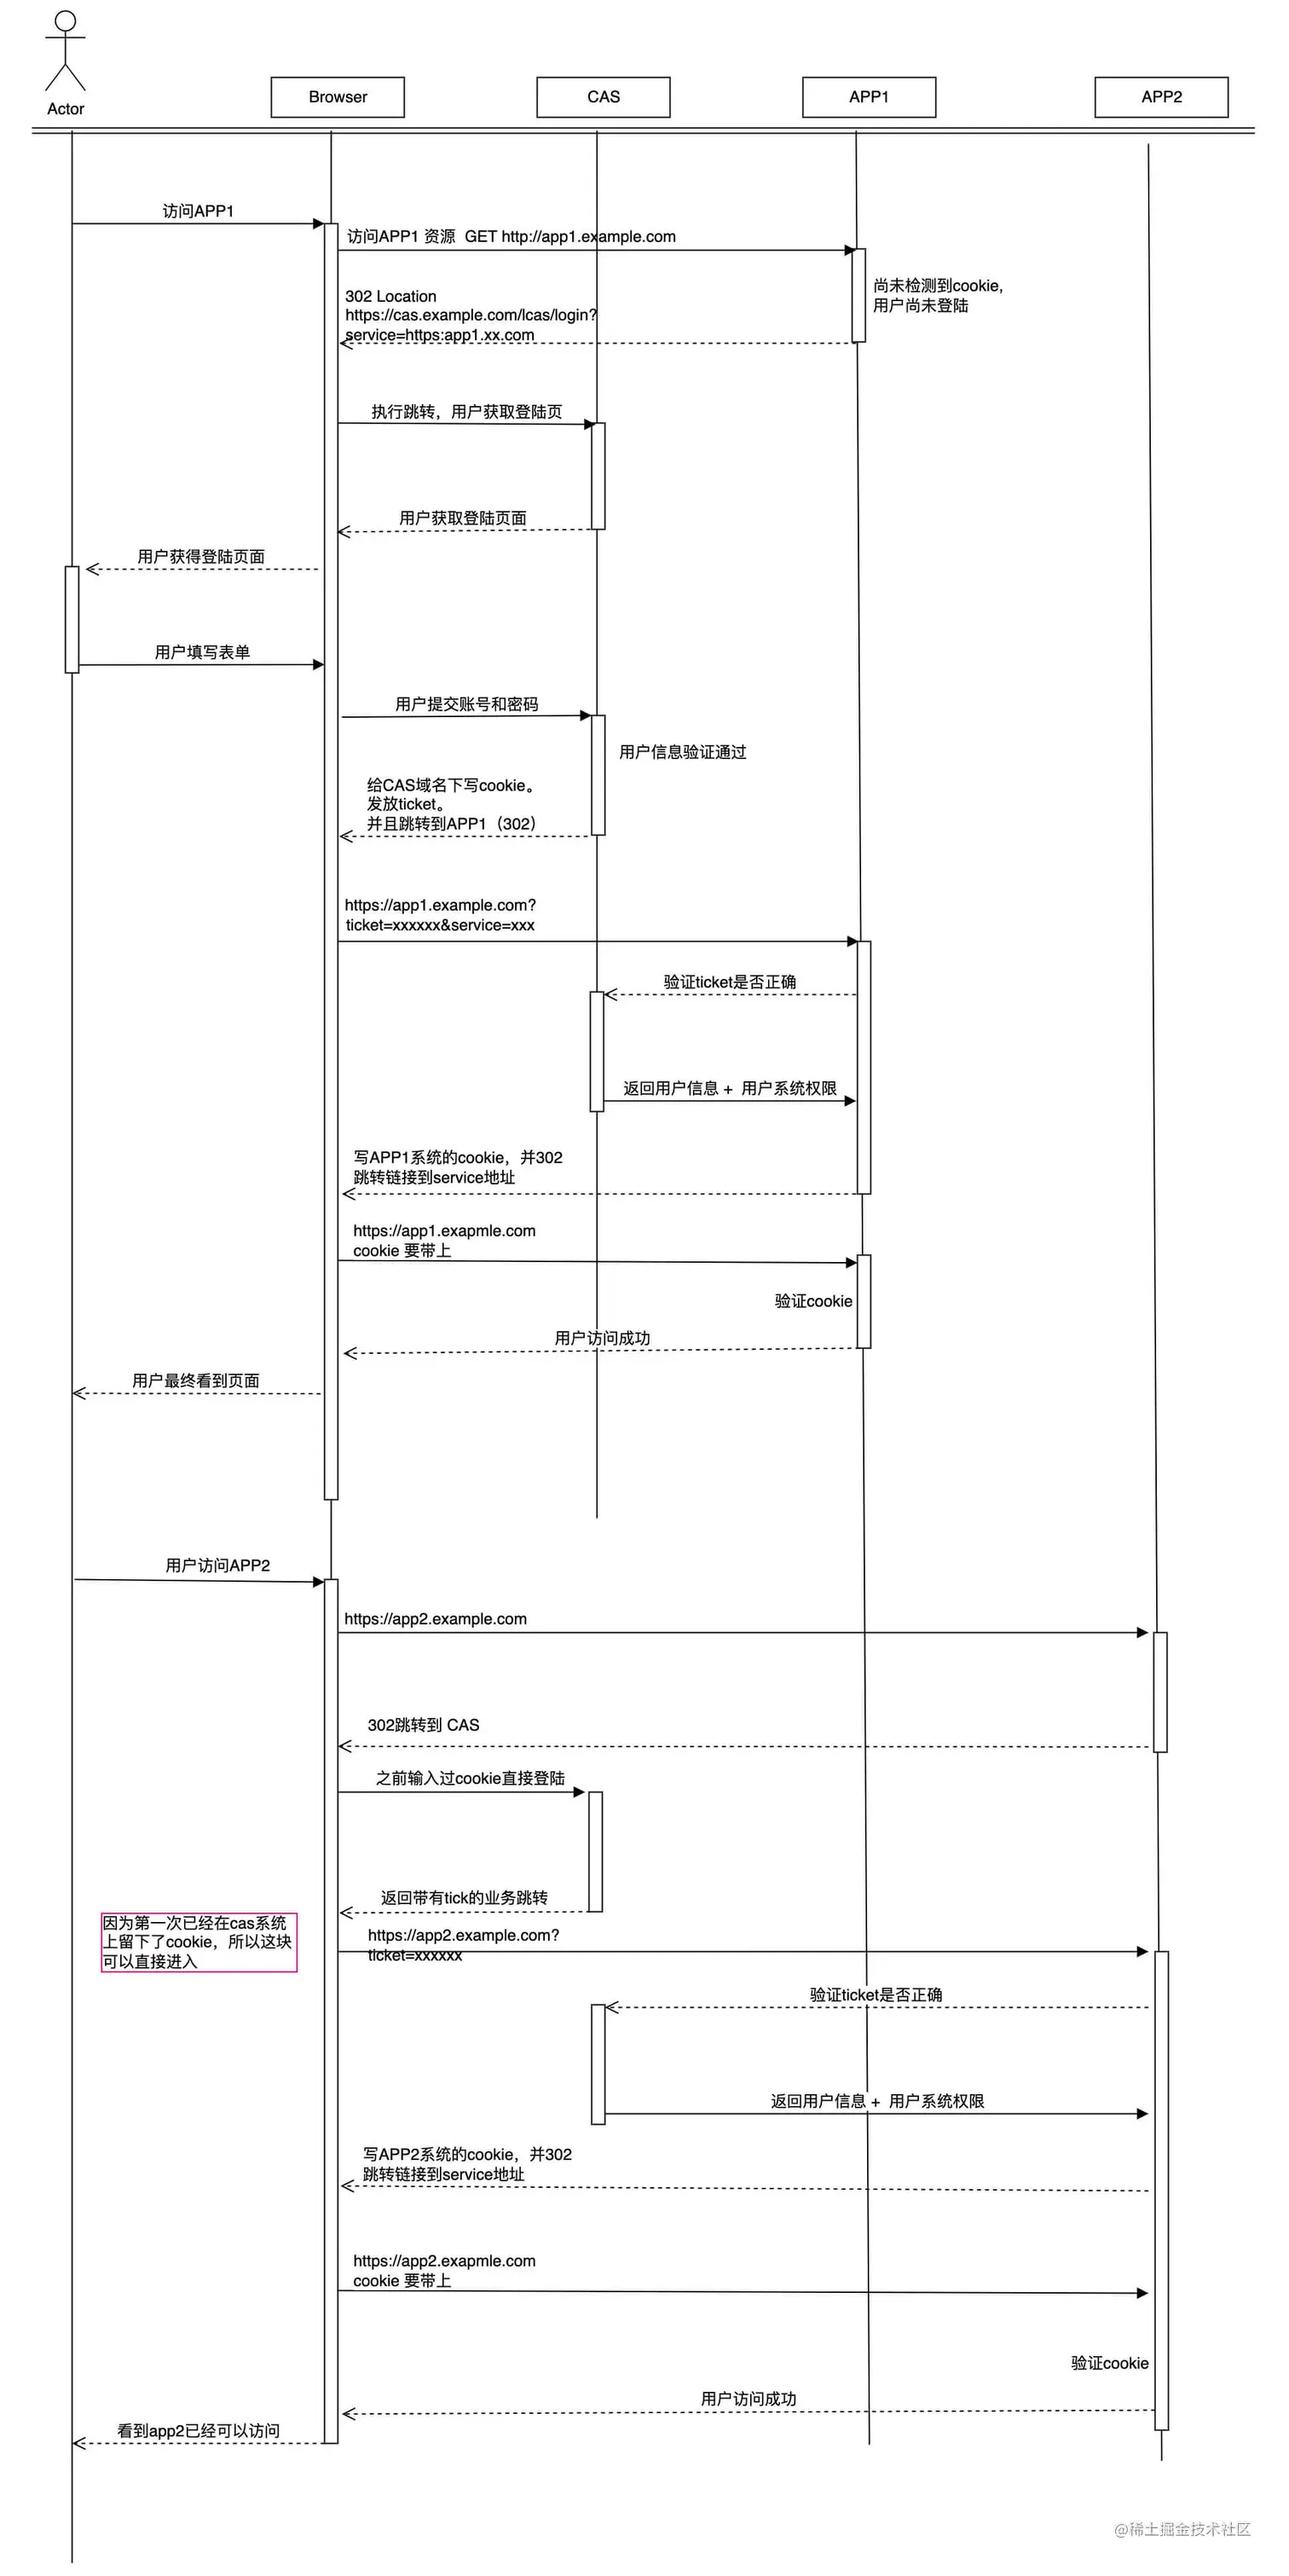 Actor
Browser
CAS
APP1
APP2
访问APP1
访问APP1 资源  GET http://app1.example.com
尚未检测到cookie，
用户尚未登陆
302 Location
https://cas.example.com/lcas/login?
service=https:app1.xx.com
执行跳转，用户获取登陆页
用户获取登陆页面
用户获得登陆页面
用户填写表单
用户提交账号和密码
用户信息验证通过
给CAS域名下写cookie。
发放ticket。
并且跳转到APP1（302）
https://app1.example.com?
ticket=xxxxxx&service=xxx
验证ticket是否正确
返回用户信息 +  用户系统权限
写APP1系统的cookie，并302
跳转链接到service地址
https://app1.exapmle.com
cookie 要带上
验证cookie
用户访问成功
用户最终看到页面
用户访问APP2
https://app2.example.com
302跳转到 CAS
之前输入过cookie直接登陆
返回带有tick的业务跳转
因为第一次已经在cas系统
上留下了cookie，所以这块
可以直接进入
https://app2.example.com?
ticket=xxxxxx
验证ticket是否正确
返回用户信息 +  用户系统权限
写APP2系统的cookie，并302
跳转链接到service地址
https://app2.exapmle.com
cookie 要带上
验证cookie
用户访问成功
看到app2已经可以访问
@稀土掘金技术社区